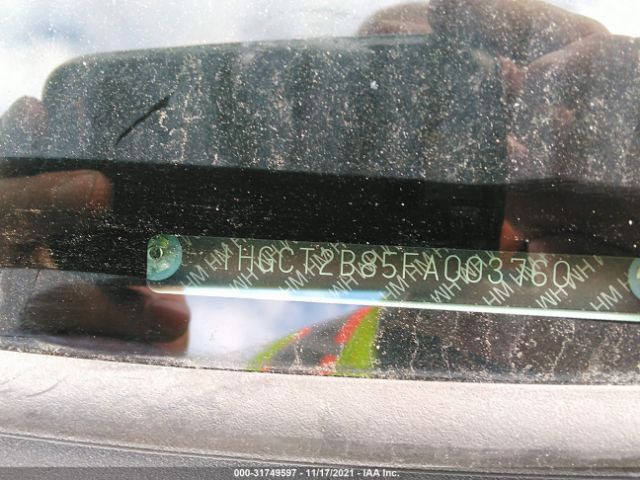 1HGCT2B85FA003760
000-31749597 - 11/17/2021 - IAA Inc.